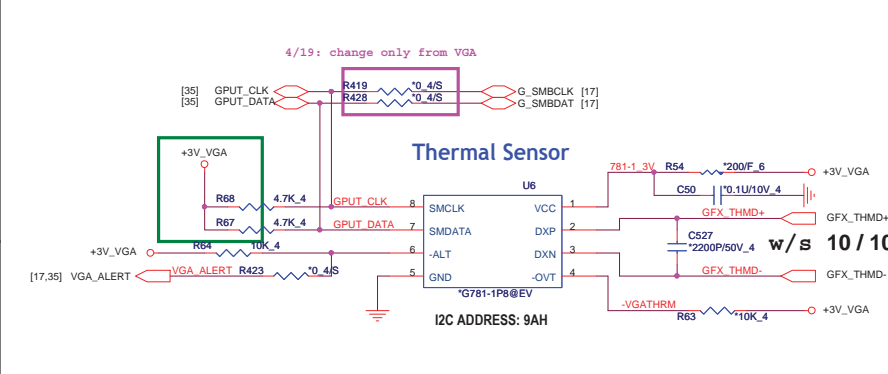 4/19: change only from VGA
[35] GPUT_CLK R419 *0_4/S G_SMBCLK [17]
[35] GPUT_DATA R428 *0_4/S G_SMBDAT [17]
Thermal Sensor
+3V_VGA
781-1_3V R54 *200/F_6 +3V_VGA
U6
C50 *0.1U/10V_4
R68 4.7K_4 GPUT_CLK 8 SMCLK VCC 1
GFX_THMD+ GFX_THMD+
R67 4.7K_4 GPUT_DATA 7 SMDATA DXP 2
C527
*2200P/50V_4
w/s 10/10
+3V_VGA R64 10K_4 6 -ALT DXN 3
[17,35] VGA_ALERT VGA_ALERT R423 *0_4/S 5 GND -OVT 4
GFX_THMD- GFX_THMD-
*G781-1P8@EV
-VGATHRM R63 *10K_4 +3V_VGA
I2C ADDRESS: 9AH